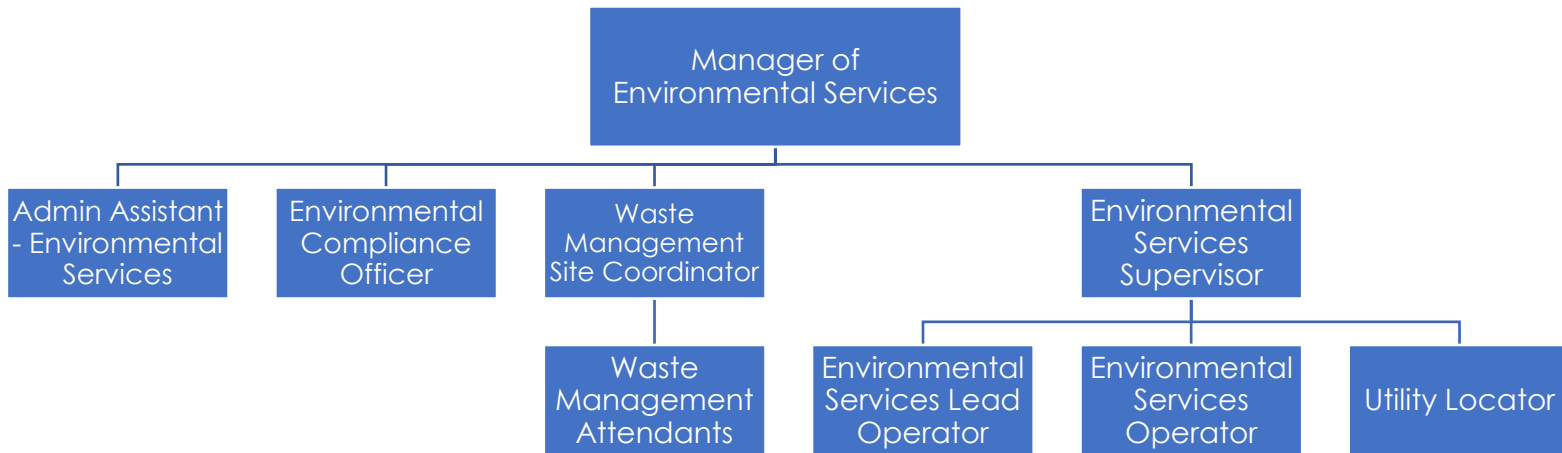 Manager of
Environmental Services
Admin Assistant
- Environmental
Services
Environmental
Compliance
Officer
Waste
Management
Site Coordinator
Environmental
Services
Supervisor
Waste
Management
Attendants
Environmental
Services Lead
Operator
Environmental
Services
Operator
Utility Locator